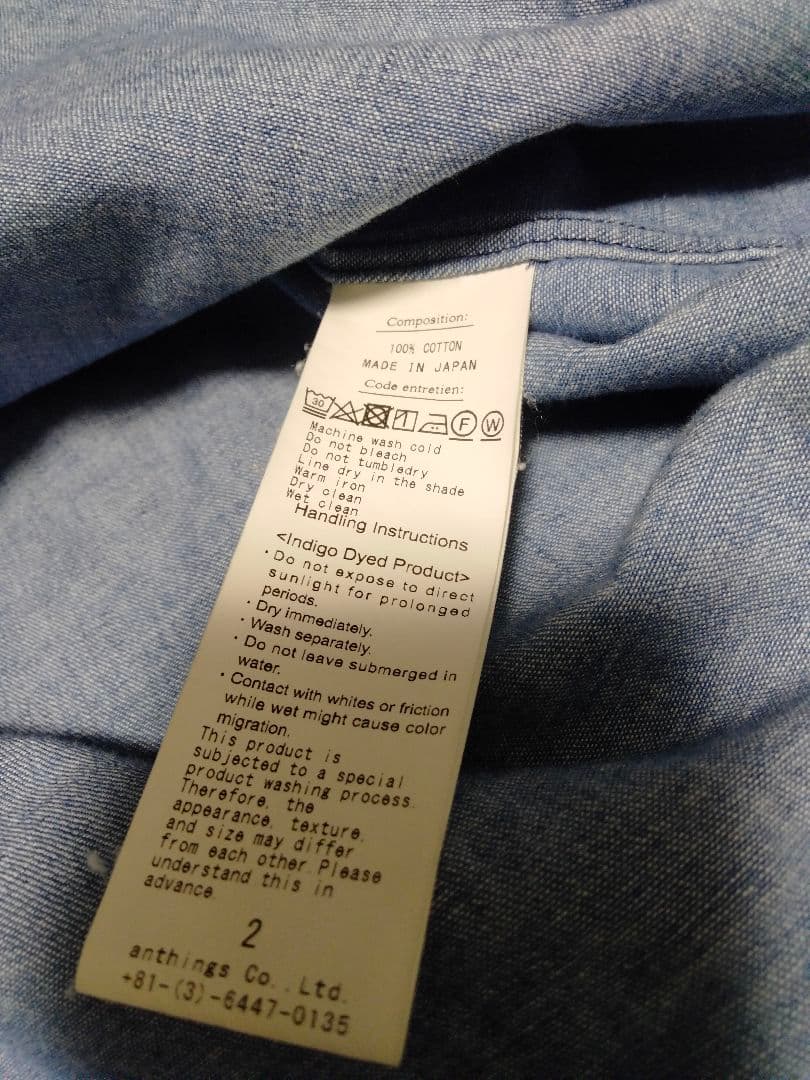 Composition:
100% COTTON
MADE IN JAPAN
Code entretien:
30
F W
Machine wash cold
Do not bleach
Do not tumbledry
Line dry in the shade
Warm iron
Dry clean
Wet clean
Handling Instructions
<Indigo Dyed Product>
・Do not expose to direct
sunlight for prolonged
periods.
・Dry immediately.
・Wash separately.
・Do not leave submerged in
water.
・Contact with whites or friction
while wet might cause color
migration.
This product is
subjected to a special
product washing process.
Therefore, the
appearance, texture,
and size may differ
from each other.Please
understand this in
advance.
2
anthings Co.,Ltd.
+81-(3)-6447-0135